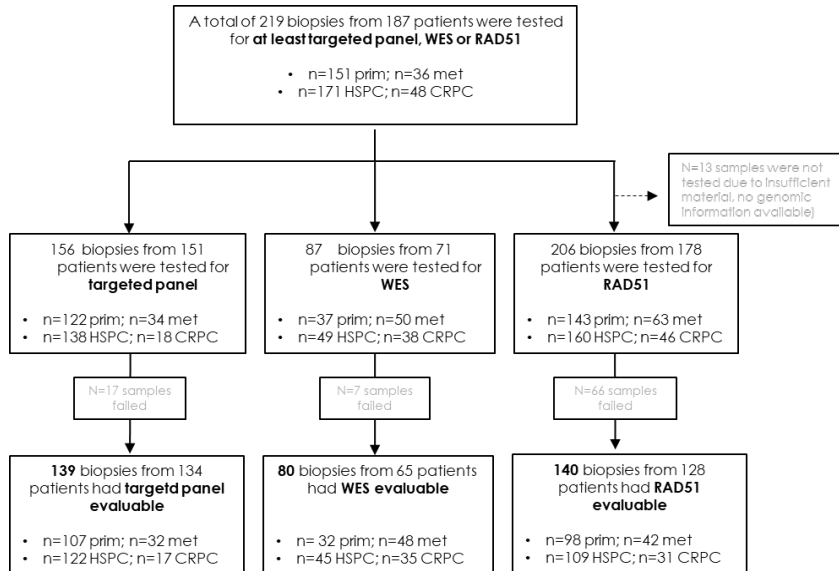 A total of 219 biopsies from 187 patients were tested
for at least targeted panel, WES or RAD51
• n=151 prim; n=36 met
• n=171 HSPC; n=48 CRPC
N=13 samples were not
tested due to insufficient
material, no genomic
information available)
156 biopsies from 151
patients were tested for
targeted panel
• n=122 prim; n=34 met
• n=138 HSPC; n=18 CRPC
87 biopsies from 71
patients were tested for
WES
• n=37 prim; n=50 met
• n=49 HSPC; n=38 CRPC
206 biopsies from 178
patients were tested for
RAD51
• n=143 prim; n=63 met
• n=160 HSPC; n=46 CRPC
N=17 samples
failed
N=7 samples
failed
N=66 samples
failed
139 biopsies from 134
patients had targetd panel
evaluable
• n=107 prim; n=32 met
• n=122 HSPC; n=17 CRPC
80 biopsies from 65 patients
had WES evaluable
• n= 32 prim; n=48 met
• n=45 HSPC; n=35 CRPC
140 biopsies from 128
patients had RAD51
evaluable
• n=98 prim; n=42 met
• n=109 HSPC; n=31 CRPC